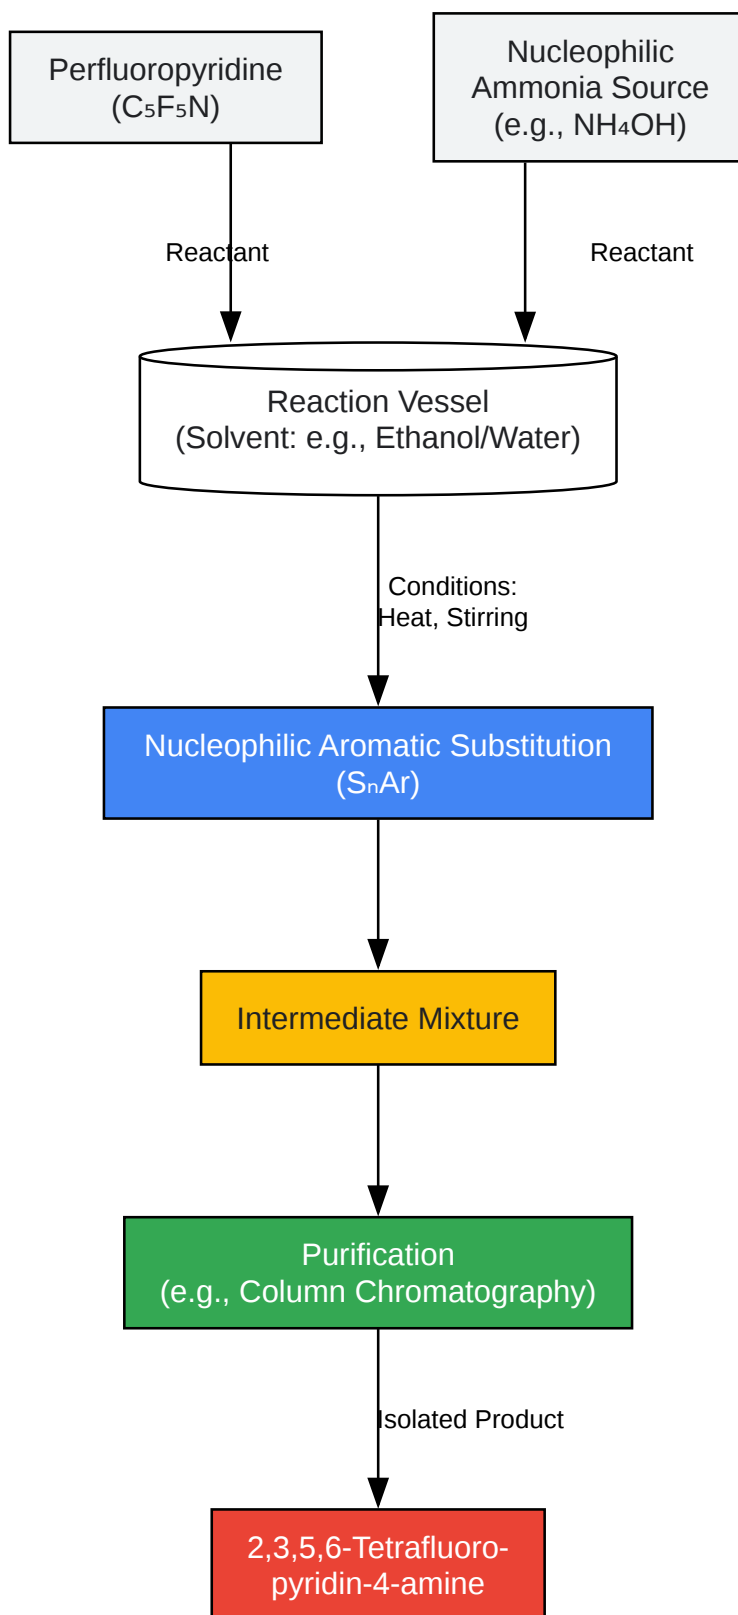 Perfluoropyridine
(C₅F₅N)
Nucleophilic
Ammonia Source
(e.g., NH₄OH)
Reactant
Reactant
Reaction Vessel
(Solvent: e.g., Ethanol/Water)
Conditions:
Heat, Stirring
Nucleophilic Aromatic Substitution
(SₙAr)
Intermediate Mixture
Purification
(e.g., Column Chromatography)
Isolated Product
2,3,5,6-Tetrafluoro-
pyridin-4-amine